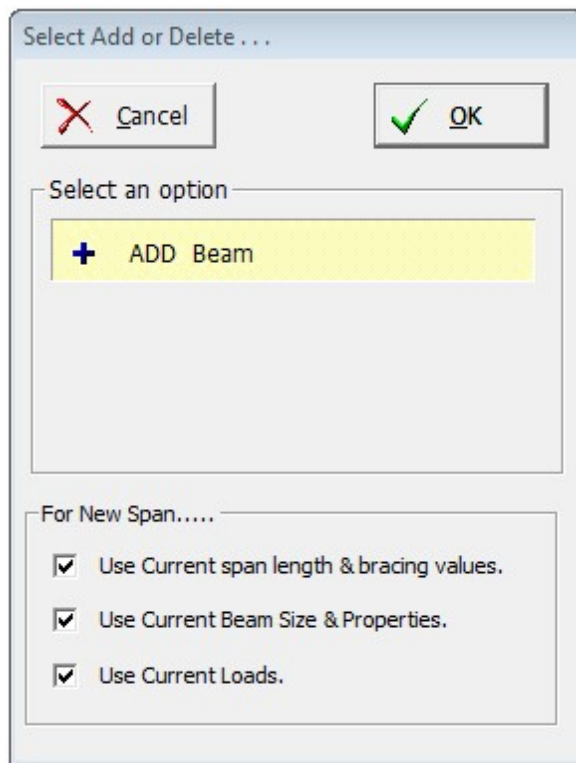 Select Add or Delete . . .
Cancel
OK
Select an option
ADD Beam
For New Span.....
Use Current span length & bracing values.
Use Current Beam Size & Properties.
Use Current Loads.